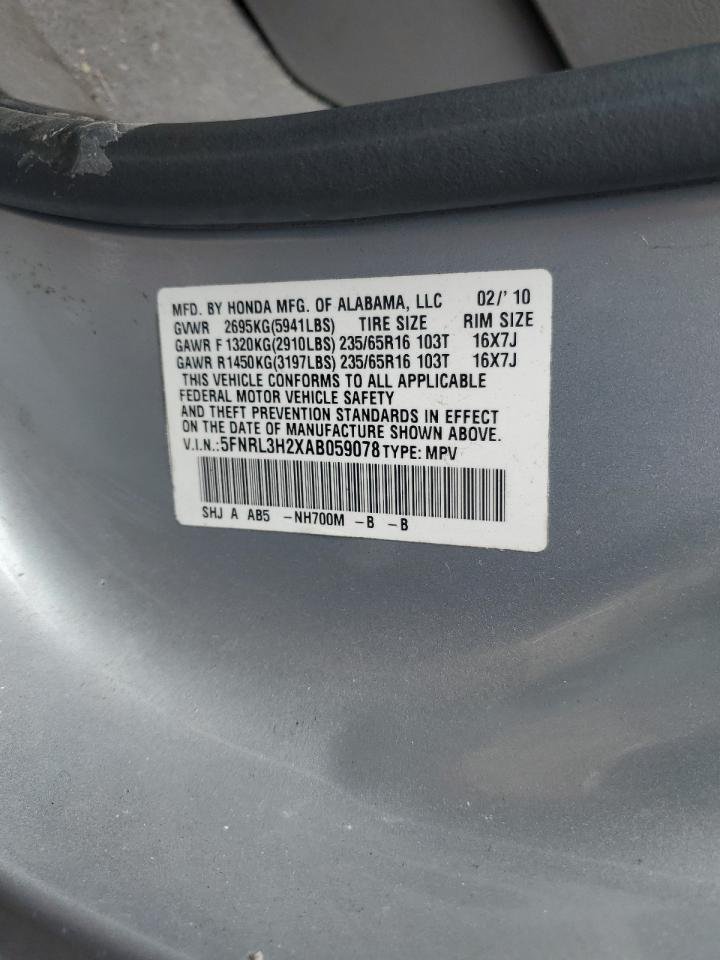 MFD. BY HONDA MFG. OF ALABAMA, LLC 02/' 10
GVWR 2695KG(5941LBS) TIRE SIZE RIM SIZE
GAWR F 1320KG(2910LBS) 235/65R16 103T 16X7J
GAWR R1450KG(3197LBS) 235/65R16 103T 16X7J
THIS VEHICLE CONFORMS TO ALL APPLICABLE
FEDERAL MOTOR VEHICLE SAFETY
AND THEFT PREVENTION STANDARDS IN EFFECT
ON THE DATE OF MANUFACTURE SHOWN ABOVE.
V.I.N.:5FNRL3H2XAB059078 TYPE: MPV
SHJ A AB5 -NH700M -B -B